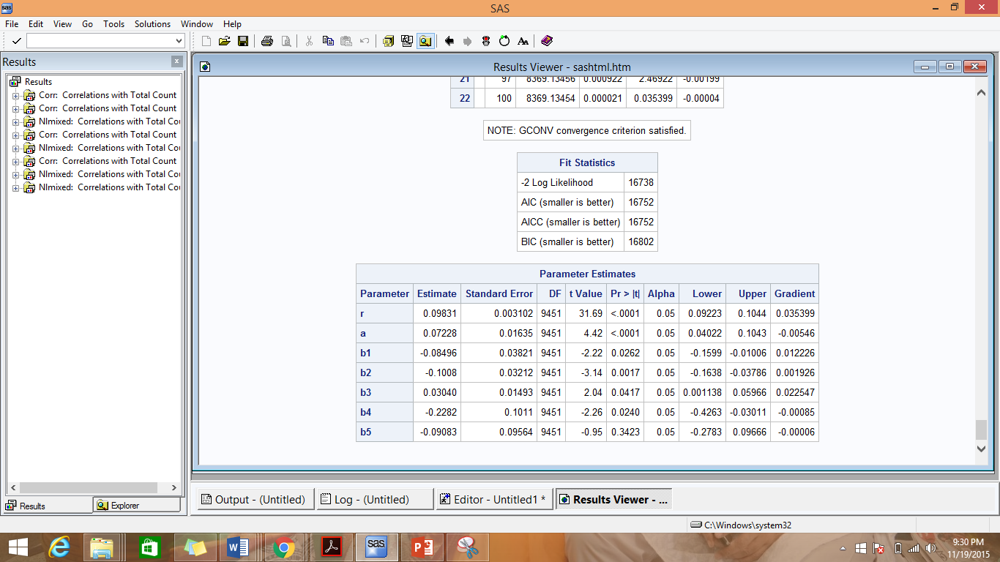 SAS
File Edit View Go Tools Solutions Window Help
Results
Results Viewer - sashtml.htm
Results
Corr: Correlations with Total Count
Corr: Correlations with Total Count
Nlmixed: Correlations with Total Cou
Corr: Correlations with Total Count
Nlmixed: Correlations with Total Cou
Corr: Correlations with Total Count
Nlmixed: Correlations with Total Cou
Nlmixed: Correlations with Total Cou
21 97 8369.13456 0.000922 2.46922 -0.00199
22 100 8369.13454 0.000021 0.035399 -0.00004
NOTE: GCONV convergence criterion satisfied.
Fit Statistics
-2 Log Likelihood 16738
AIC (smaller is better) 16752
AICC (smaller is better) 16752
BIC (smaller is better) 16802
Parameter Estimates
Parameter Estimate Standard Error DF t Value Pr > |t| Alpha Lower Upper Gradient
r 0.09831 0.003102 9451 31.69 <.0001 0.05 0.09223 0.1044 0.035399
a 0.07228 0.01635 9451 4.42 <.0001 0.05 0.04022 0.1043 -0.00546
b1 -0.08496 0.03821 9451 -2.22 0.0262 0.05 -0.1599 -0.01006 0.012226
b2 -0.1008 0.03212 9451 -3.14 0.0017 0.05 -0.1638 -0.03786 0.001926
b3 0.03040 0.01493 9451 2.04 0.0417 0.05 0.001138 0.05966 0.022547
b4 -0.2282 0.1011 9451 -2.26 0.0240 0.05 -0.4263 -0.03011 -0.00085
b5 -0.09083 0.09564 9451 -0.95 0.3423 0.05 -0.2783 0.09666 -0.00006
Results Explorer
Output - (Untitled) Log - (Untitled) Editor - Untitled1 * Results Viewer - ...
C:\Windows\system32
9:30 PM
11/19/2015